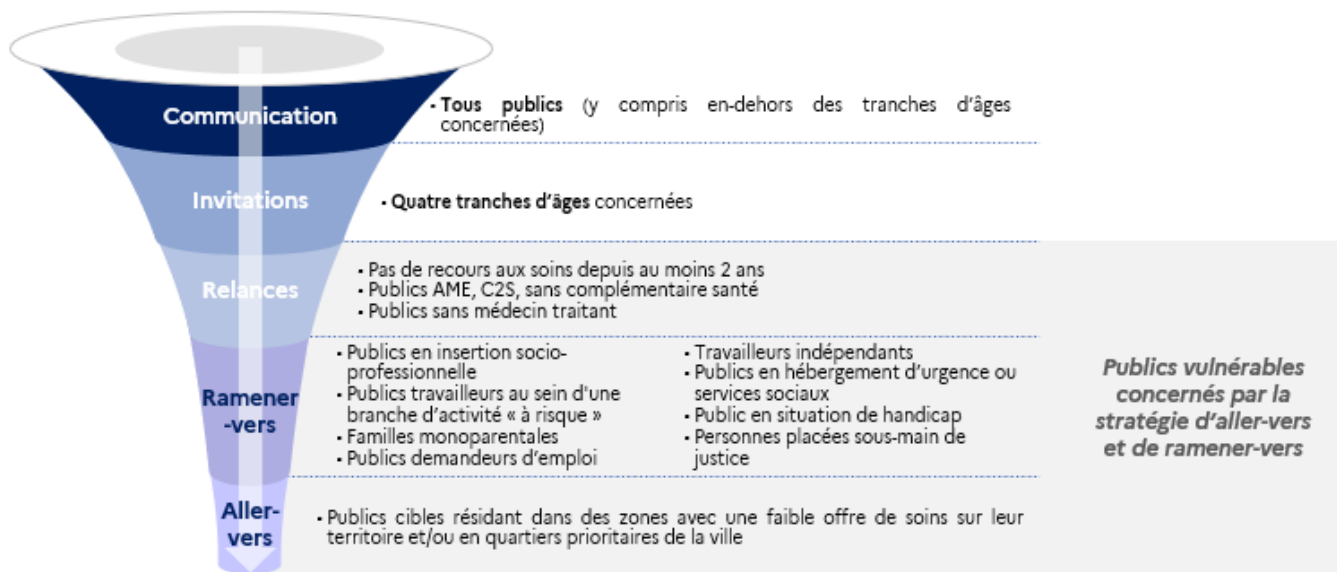 Communication
• Tous publics (y compris en-dehors des tranches d'âges
concernées)
Invitations
• Quatre tranches d'âges concernées
Relances
• Pas de recours aux soins depuis au moins 2 ans
• Publics AME, C2S, sans complémentaire santé
• Publics sans médecin traitant
Ramener
-vers
• Publics en insertion socio-
professionnelle
• Publics travailleurs au sein d'une
branche d'activité « à risque »
• Familles monoparentales
• Publics demandeurs d'emploi
• Travailleurs indépendants
• Publics en hébergement d'urgence ou
services sociaux
• Public en situation de handicap
• Personnes placées sous-main de
justice
Aller-
vers
• Publics cibles résidant dans des zones avec une faible offre de soins sur leur
territoire et/ou en quartiers prioritaires de la ville
Publics vulnérables
concernés par la
stratégie d'aller-vers
et de ramener-vers